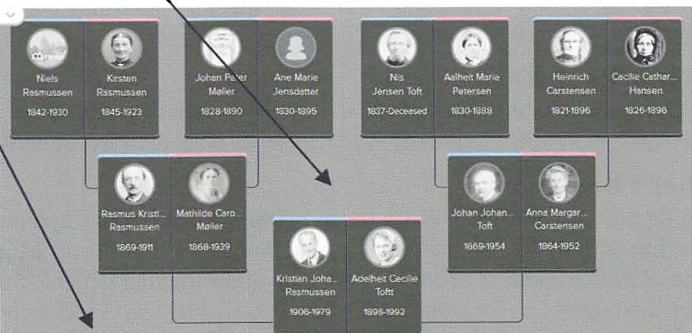 Niels
Rasmussen
1842-1930
Kirsten
Rasmussen
1845-1923
Johan Peter
Møller
1828-1890
Ane Marie
Jensdatter
1830-1895
Nis
Jensen Toft
1837-Deceased
Aalheit Marie
Petersen
1830-1888
Heinrich
Carstensen
1821-1896
Cacilie Cathar...
Hansen
1826-1896
Rasmus Kristi...
Rasmussen
1869-1911
Mathilde Caro...
Møller
1868-1939
Johan Johan...
Toft
1869-1954
Anna Margar...
Carstensen
1864-1952
Kristian Joha...
Rasmussen
1906-1979
Adelheit Cecilie
Toftt
1898-1992